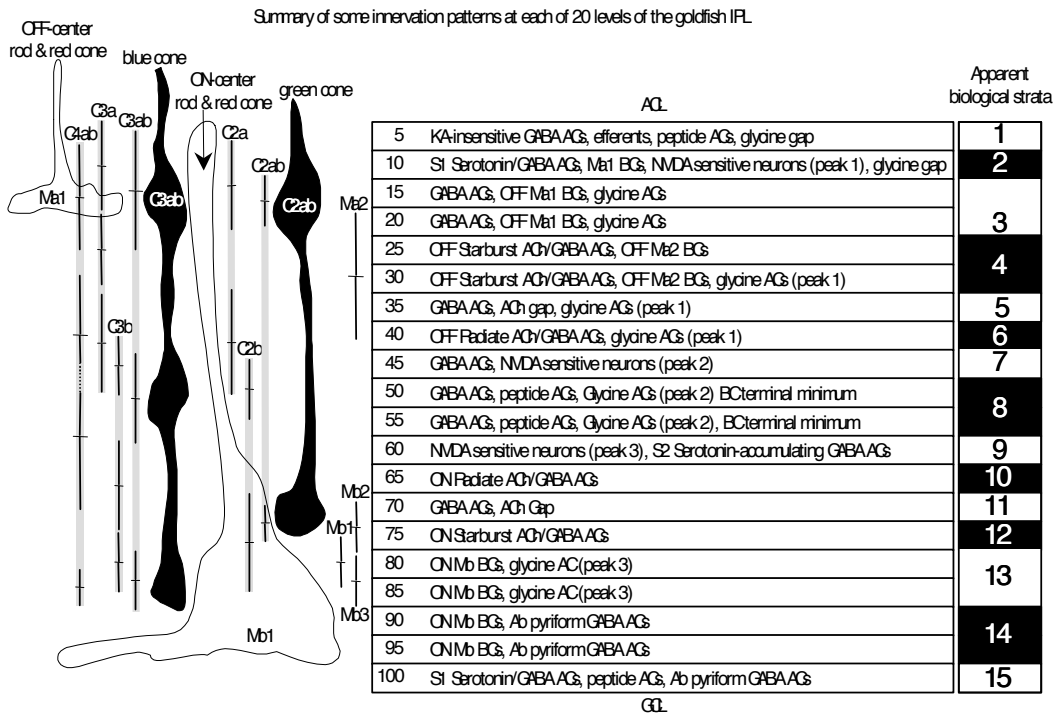 Summary of some innervation patterns at each of 20 levels of the goldfish IPL
OFF-center
rod & red cone
blue cone
ON-center
rod & red cone
green cone
Apparent
biological strata
ACL
C4ab
C3a
C3ab
C2a
C2ab
Ma1
C3ab
C2ab
Ma2
C3b
C2b
Mb2
Mb1
Mb3
Mb1
5 KA-insensitive GABA ACs, efferents, peptide ACs, glycine gap 1
10 S1 Serotonin/GABA ACs, Ma1 BCs, NMDA sensitive neurons (peak 1), glycine gap 2
15 GABA ACs, OFF Ma1 BCs, glycine ACs
20 GABA ACs, OFF Ma1 BCs, glycine ACs 3
25 OFF Starburst ACh/GABA ACs, OFF Ma2 BCs
4
30 OFF Starburst ACh/GABA ACs, OFF Ma2 BCs, glycine ACs (peak 1)
35 GABA ACs, ACh gap, glycine ACs (peak 1) 5
40 OFF Radiate ACh/GABA ACs, glycine ACs (peak 1) 6
45 GABA ACs, NMDA sensitive neurons (peak 2) 7
50 GABA ACs, peptide ACs, Glycine ACs (peak 2) BC terminal minimum
8
55 GABA ACs, peptide ACs, Glycine ACs (peak 2), BC terminal minimum
60 NMDA sensitive neurons (peak 3), S2 Serotonin-accumulating GABA ACs 9
65 ON Radiate ACh/GABA ACs 10
70 GABA ACs, ACh Gap 11
75 ON Starburst ACh/GABA ACs 12
80 ON Mb BCs, glycine AC (peak 3)
13
85 ON Mb BCs, glycine AC (peak 3)
90 ON Mb BCs, Ab pyriform GABA ACs
14
95 ON Mb BCs, Ab pyriform GABA ACs
100 S1 Serotonin/GABA ACs, peptide ACs, Ab pyriform GABA ACs 15
GCL